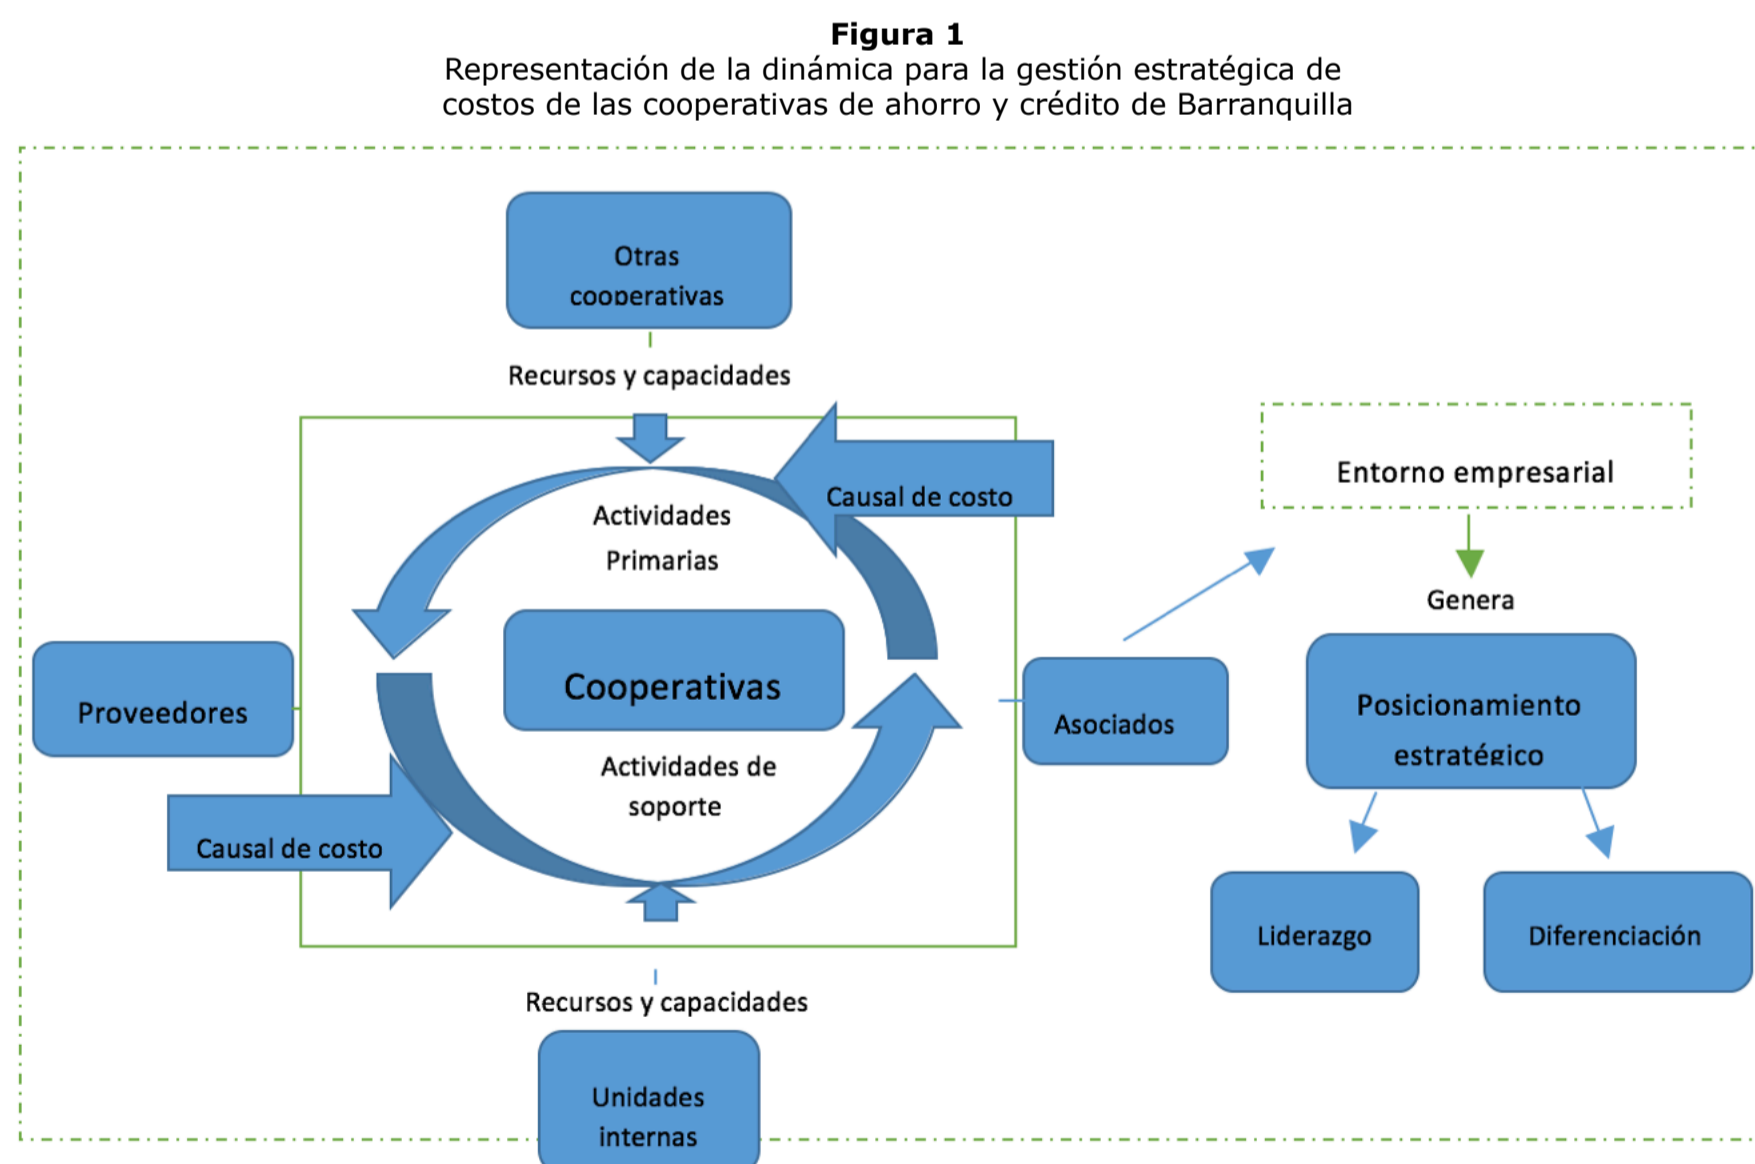 Figura 1
Representación de la dinámica para la gestión estratégica de
costos de las cooperativas de ahorro y crédito de Barranquilla
Otras
cooperativas
Recursos y capacidades
Causal de costo
Actividades
Primarias
Entorno empresarial
Genera
Cooperativas
Proveedores
Asociados
Posicionamiento
estratégico
Actividades de
soporte
Causal de costo
Liderazgo
Diferenciación
Recursos y capacidades
Unidades
internas